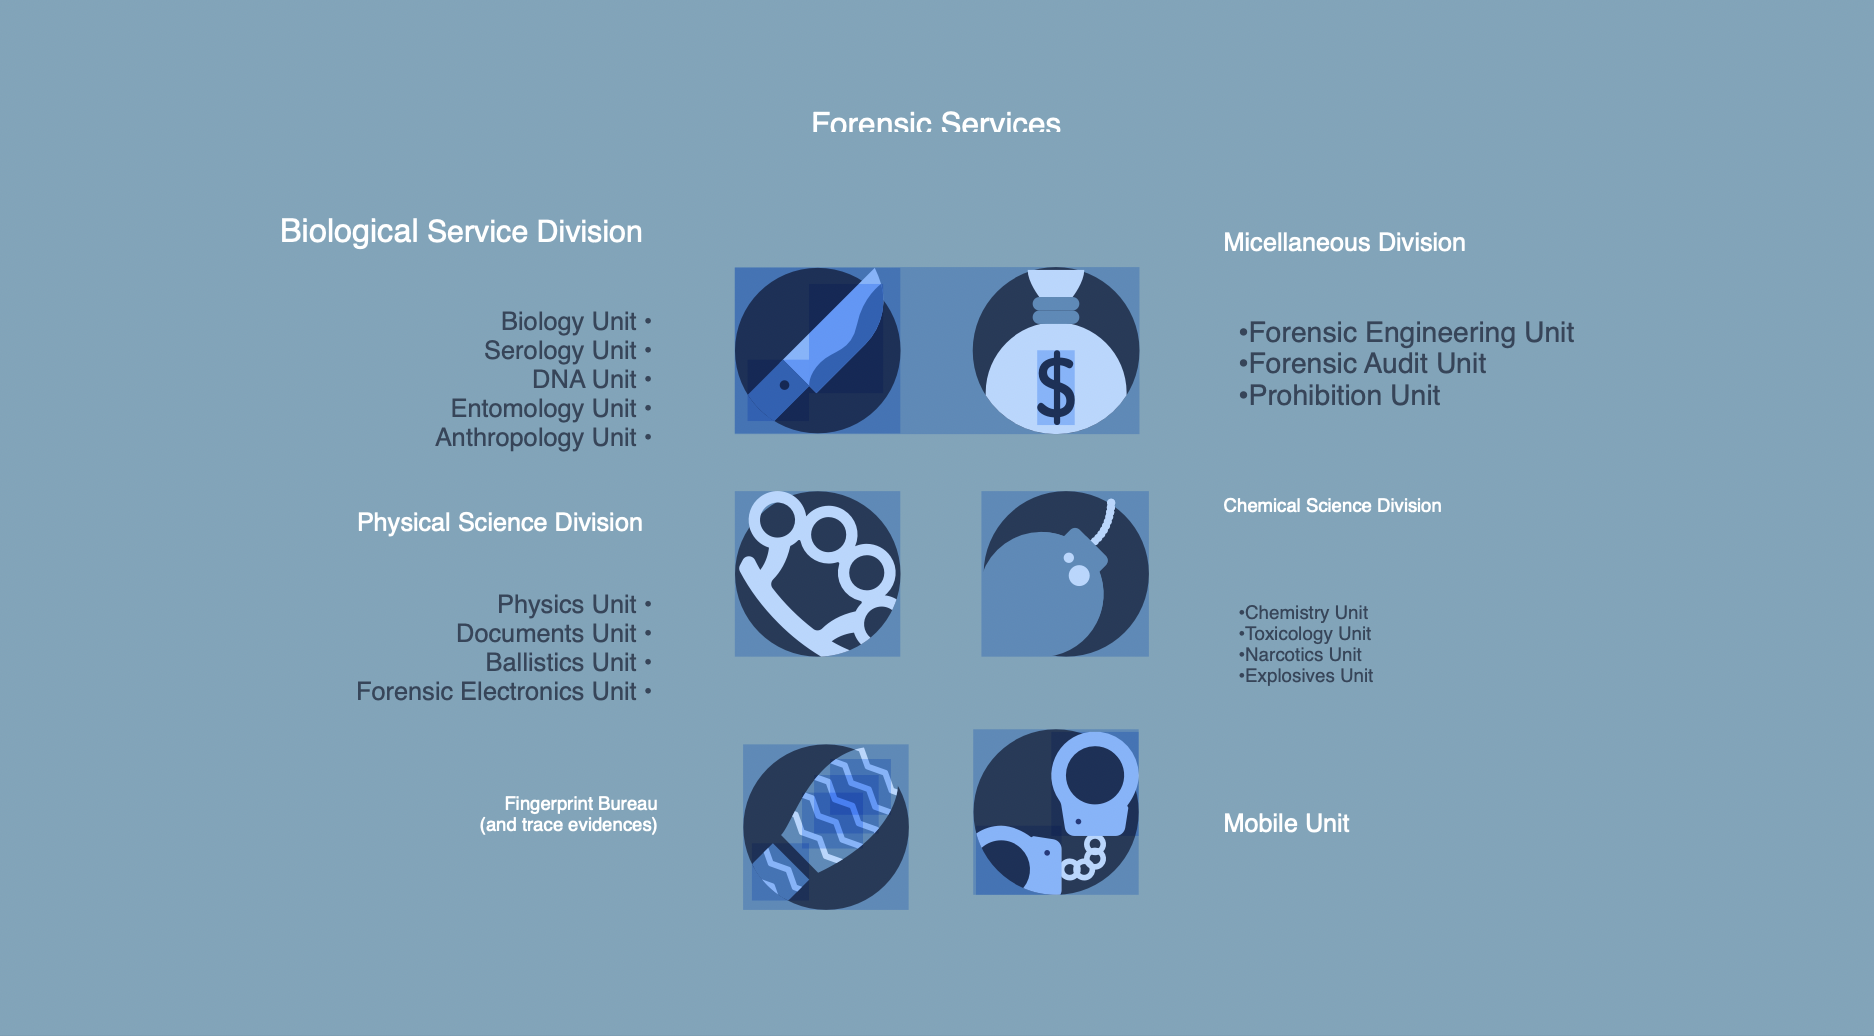 Forensic Services
Biological Service Division
Biology Unit •
Serology Unit •
DNA Unit •
Entomology Unit •
Anthropology Unit •
Micellaneous Division
•Forensic Engineering Unit
•Forensic Audit Unit
•Prohibition Unit
$
Physical Science Division
Physics Unit •
Documents Unit •
Ballistics Unit •
Forensic Electronics Unit •
Chemical Science Division
•Chemistry Unit
•Toxicology Unit
•Narcotics Unit
•Explosives Unit
Fingerprint Bureau
(and trace evidences)
Mobile Unit